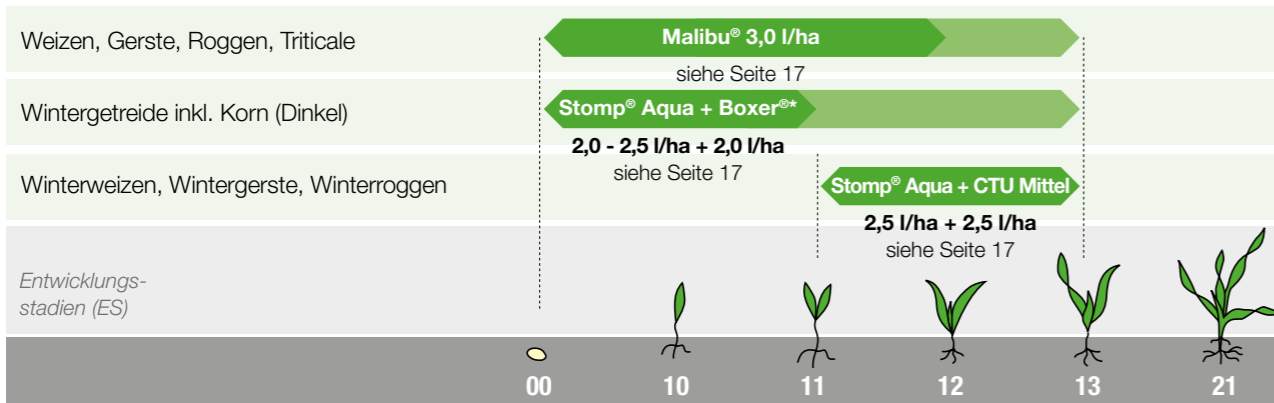 Weizen, Gerste, Roggen, Triticale
Malibu® 3,0 l/ha
siehe Seite 17
Wintergetreide inkl. Korn (Dinkel)
Stomp® Aqua + Boxer®*
2,0 - 2,5 l/ha + 2,0 l/ha
siehe Seite 17
Winterweizen, Wintergerste, Winterroggen
Stomp® Aqua + CTU Mittel
2,5 l/ha + 2,5 l/ha
siehe Seite 17
Entwicklungs-
stadien (ES)
00 10 11 12 13 21